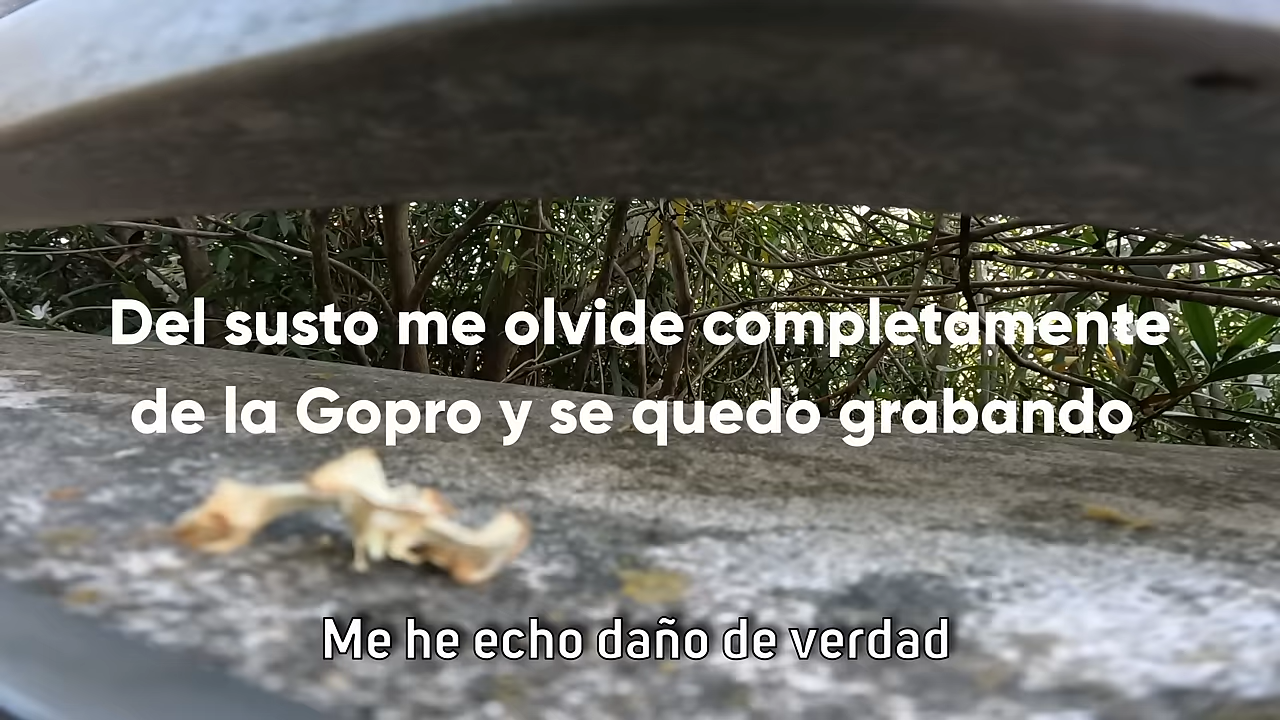 Del susto me olvide completamente
de la Gopro y se quedo grabando
Me he echo daño de verdad